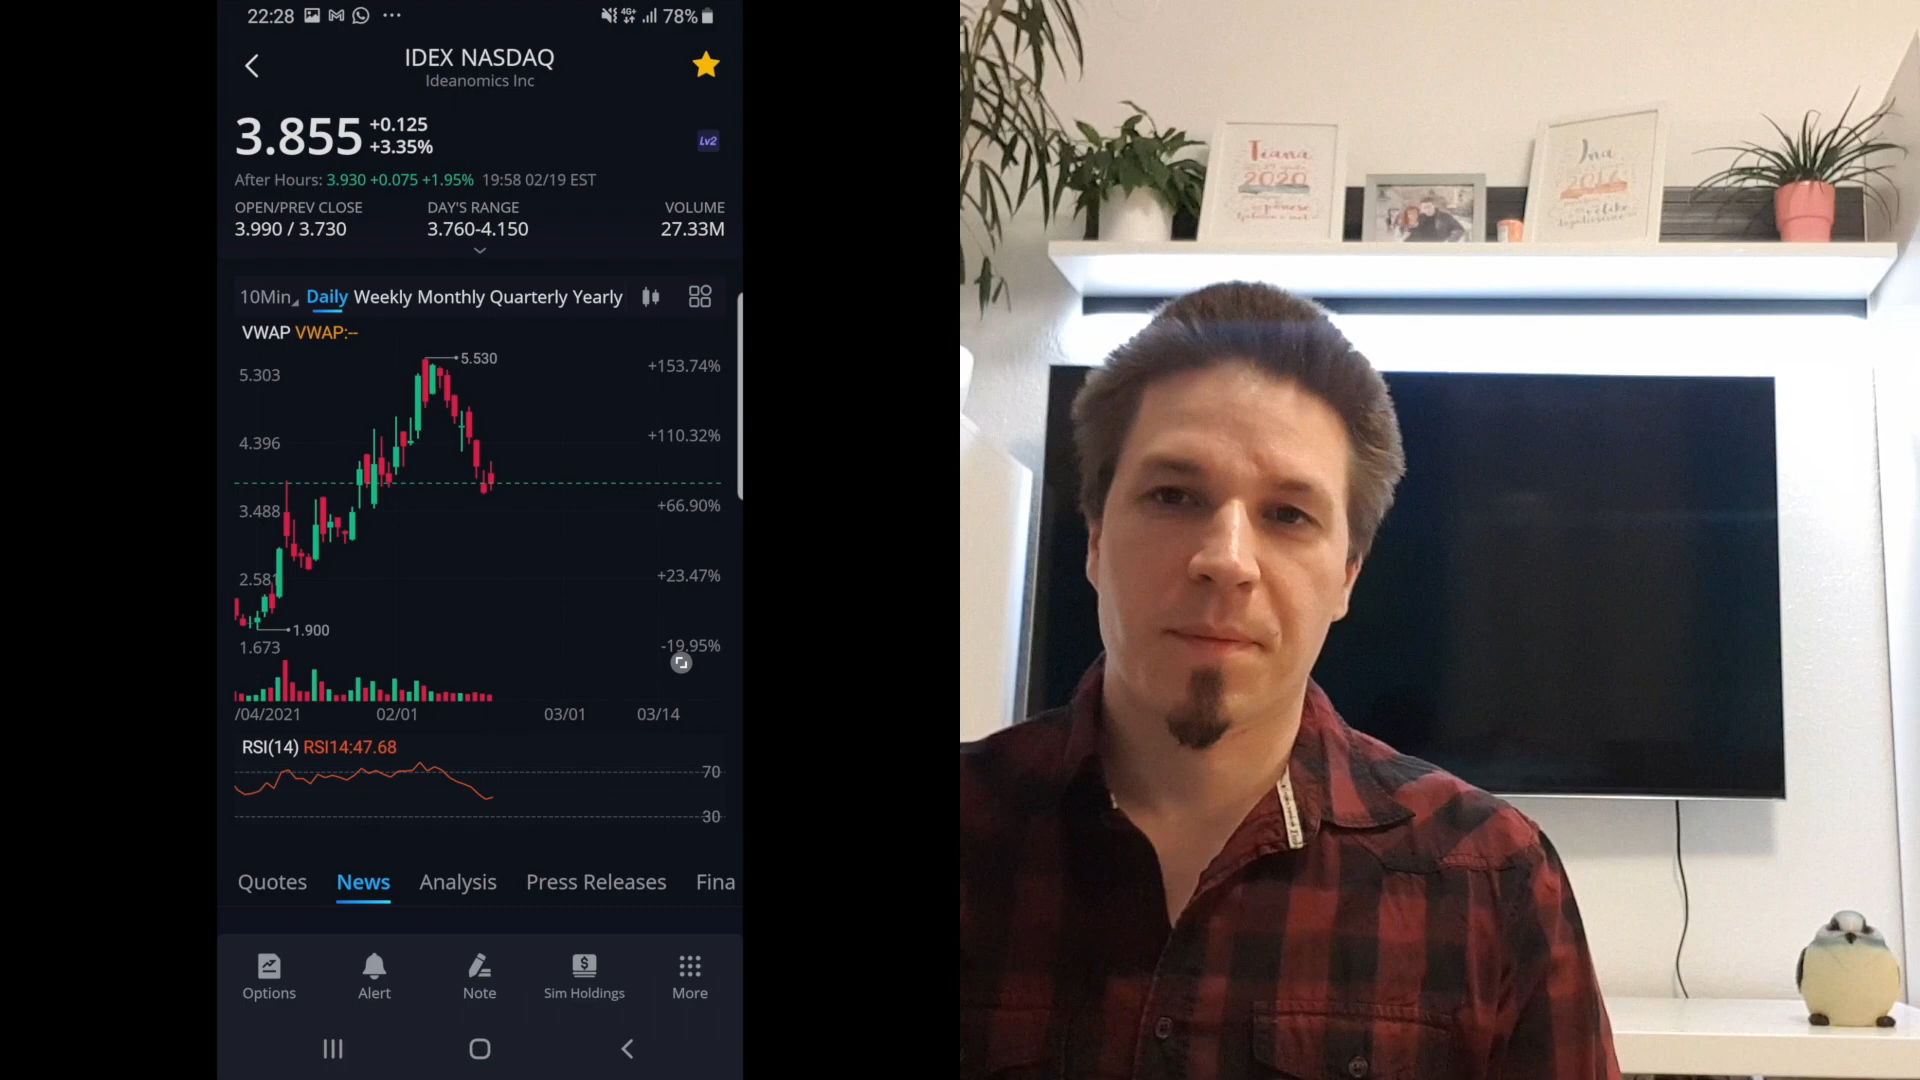 22:28
4G+
78%
IDEX NASDAQ
Ideanomics Inc
3.855
+0.125
+3.35%
Lv2
After Hours: 3.930 +0.075 +1.95% 19:58 02/19 EST
OPEN/PREV CLOSE DAY'S RANGE VOLUME
3.990 / 3.730 3.760-4.150 27.33M
10Min Daily Weekly Monthly Quarterly Yearly
VWAP VWAP:--
5.530
5.303
+153.74%
4.396
+110.32%
3.488
+66.90%
2.581
+23.47%
1.900
1.673
-19.95%
/04/2021 02/01 03/01 03/14
RSI(14) RSI14:47.68
70
30
Quotes News Analysis Press Releases Fina
Options Alert Note Sim Holdings More
Tiana
2020
Ina